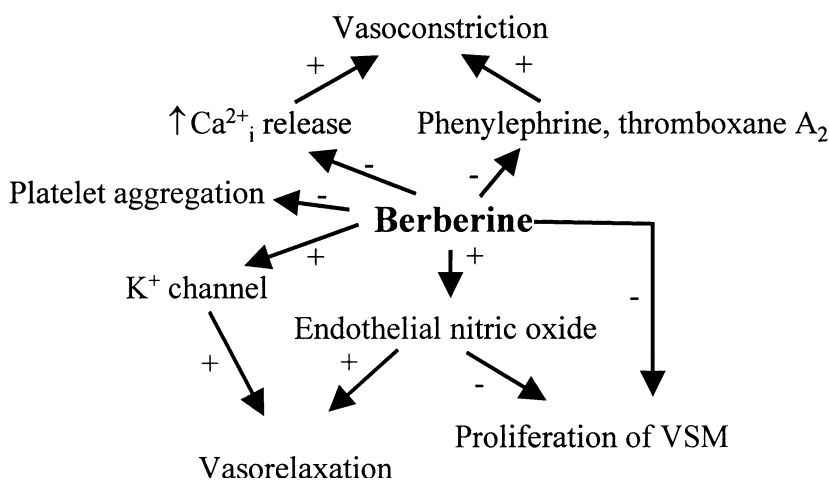 Vasoconstriction
+ +
↑Ca²⁺ᵢ release Phenylephrine, thromboxane A₂
- -
Platelet aggregation -
Berberine
+ +
K⁺ channel -
Endothelial nitric oxide
+ + -
Proliferation of VSM
Vasorelaxation